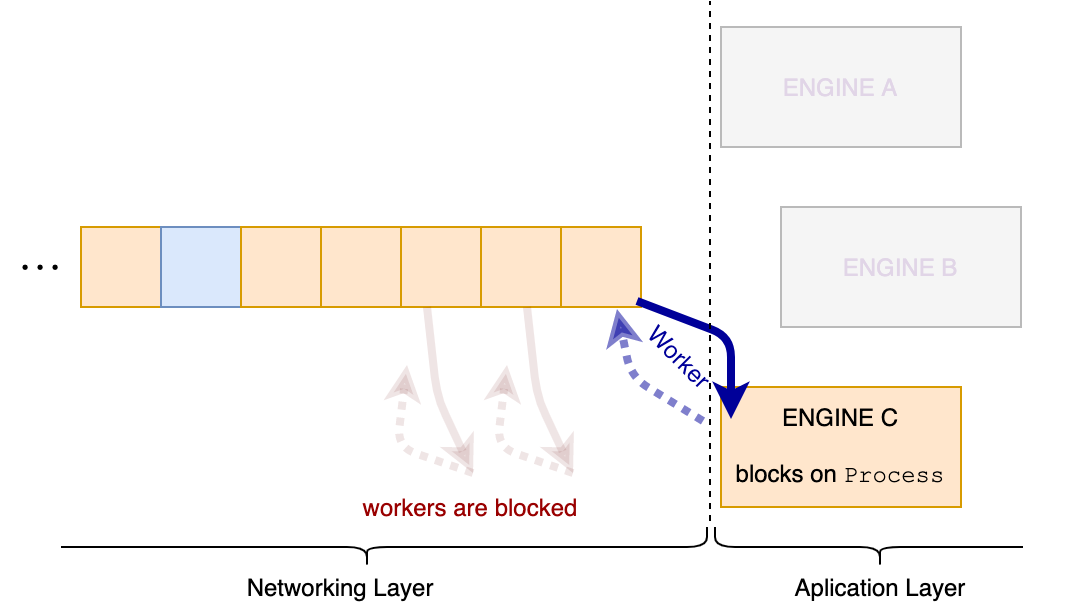 ENGINE A
...
ENGINE B
Worker
ENGINE C
blocks on Process
workers are blocked
Networking Layer
Aplication Layer